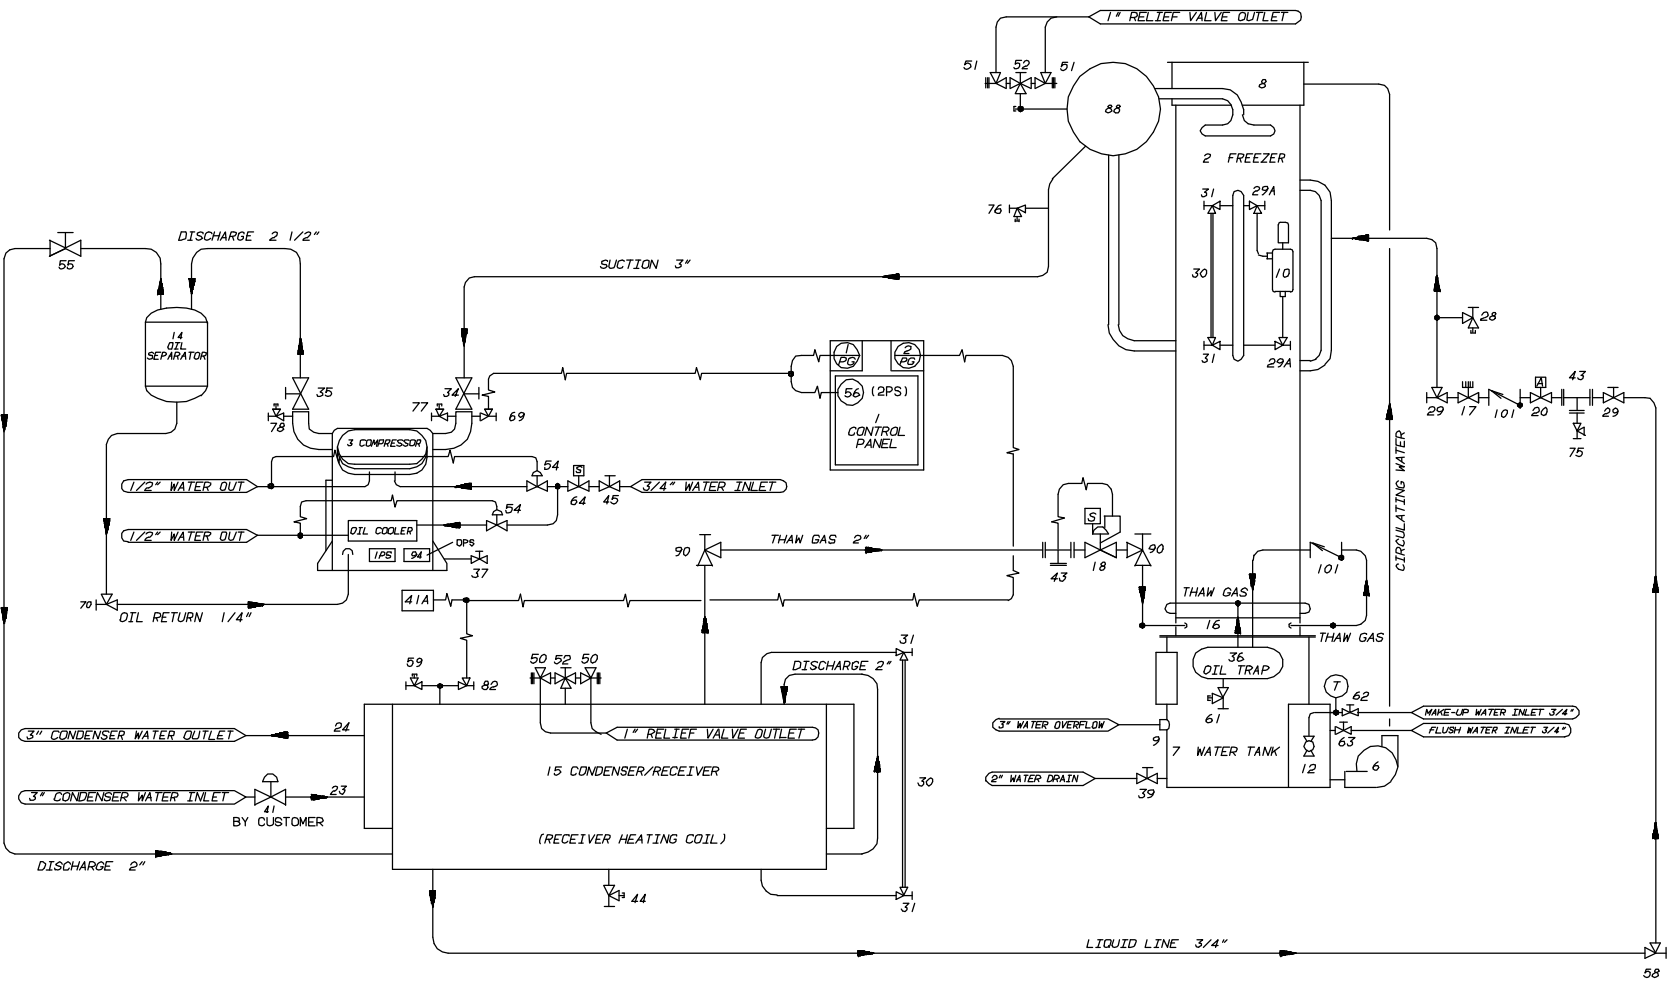 1" RELIEF VALVE OUTLET
51
52
51
8
88
2 FREEZER
31
29A
76
DISCHARGE 2 1/2"
55
SUCTION 3"
30
10
28
14
OIL
SEPARATOR
1
PG
2
PG
31
29A
35
34
77
69
78
56
(2PS)
1
CONTROL
PANEL
29
17
101
20
A
43
29
75
3 COMPRESSOR
54
S
1/2" WATER OUT
64
45
3/4" WATER INLET
54
OIL COOLER
1/2" WATER OUT
1PS
94
OPS
37
CIRCULATING WATER
S
90
THAW GAS 2"
43
18
90
101
70
OIL RETURN 1/4"
41A
THAW GAS
16
THAW GAS
36
OIL TRAP
61
31
59
50
52
50
82
DISCHARGE 2"
T
62
MAKE-UP WATER INLET 3/4"
3" WATER OVERFLOW
63
FLUSH WATER INLET 3/4"
3" CONDENSER WATER OUTLET
24
1" RELIEF VALVE OUTLET
9
7 WATER TANK
12
6
15 CONDENSER/RECEIVER
2" WATER DRAIN
39
30
3" CONDENSER WATER INLET
23
41
BY CUSTOMER
(RECEIVER HEATING COIL)
DISCHARGE 2"
44
31
LIQUID LINE 3/4"
58